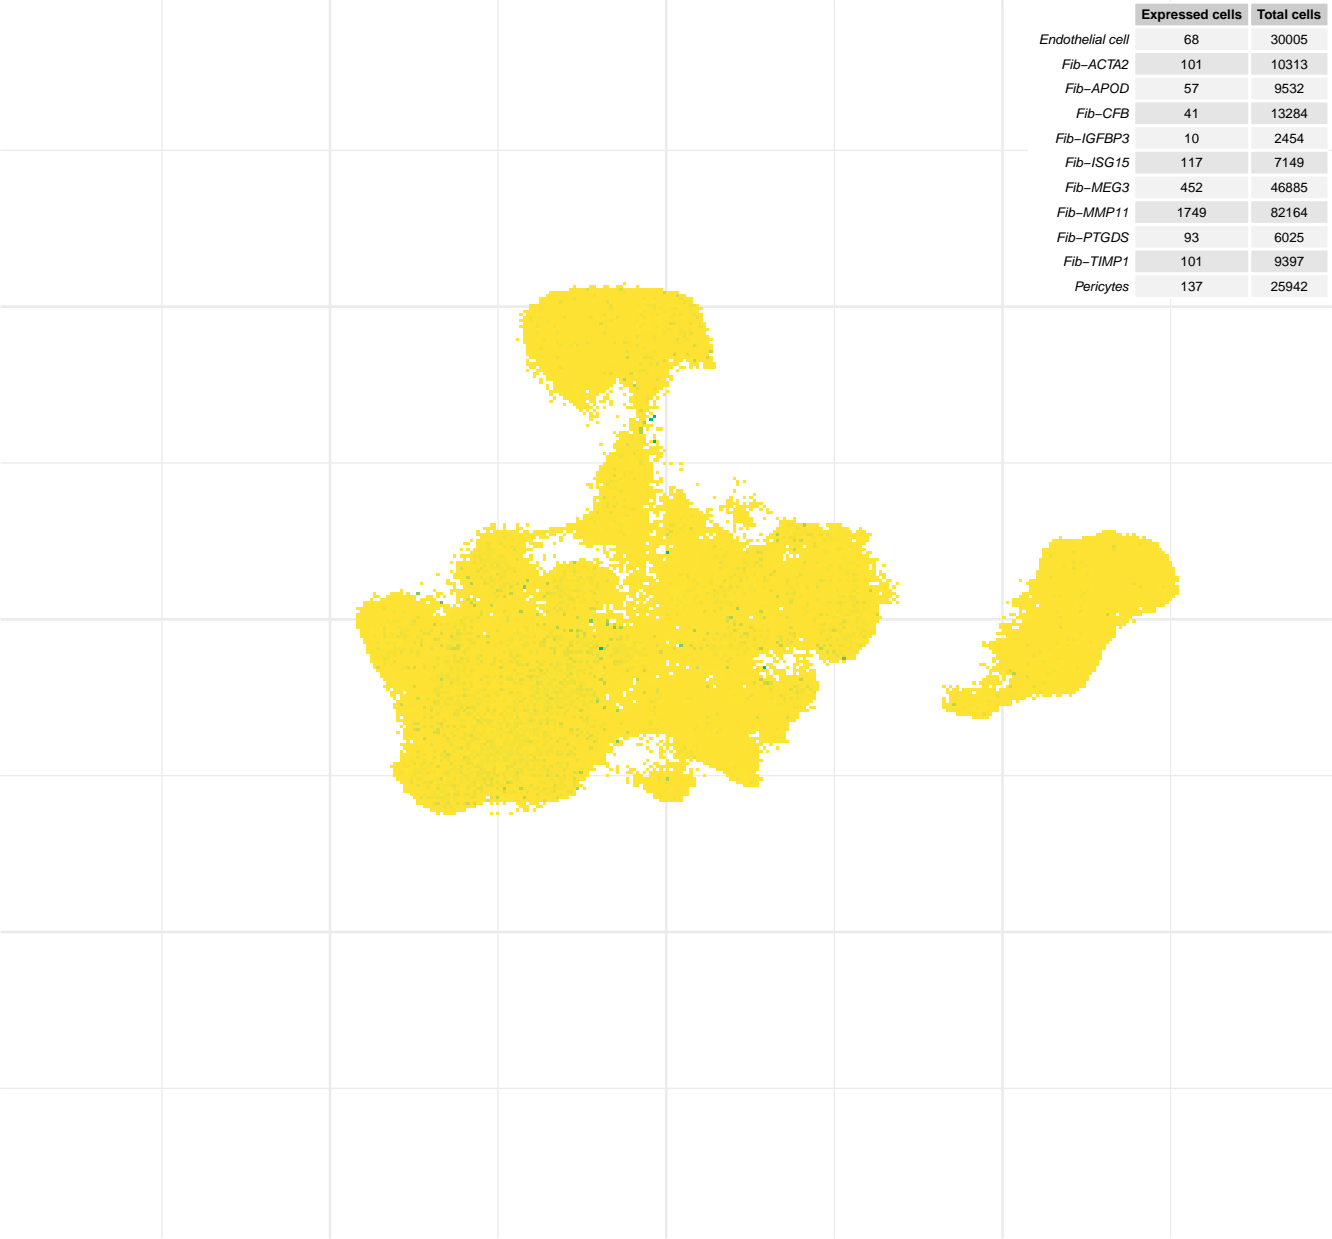 Expressed cells Total cells
Endothelial cell 68 30005
Fib−ACTA2 101 10313
Fib−APOD 57 9532
Fib−CFB 41 13284
Fib−IGFBP3 10 2454
Fib−ISG15 117 7149
Fib−MEG3 452 46885
Fib−MMP11 1749 82164
Fib−PTGDS 93 6025
Fib−TIMP1 101 9397
Pericytes 137 25942